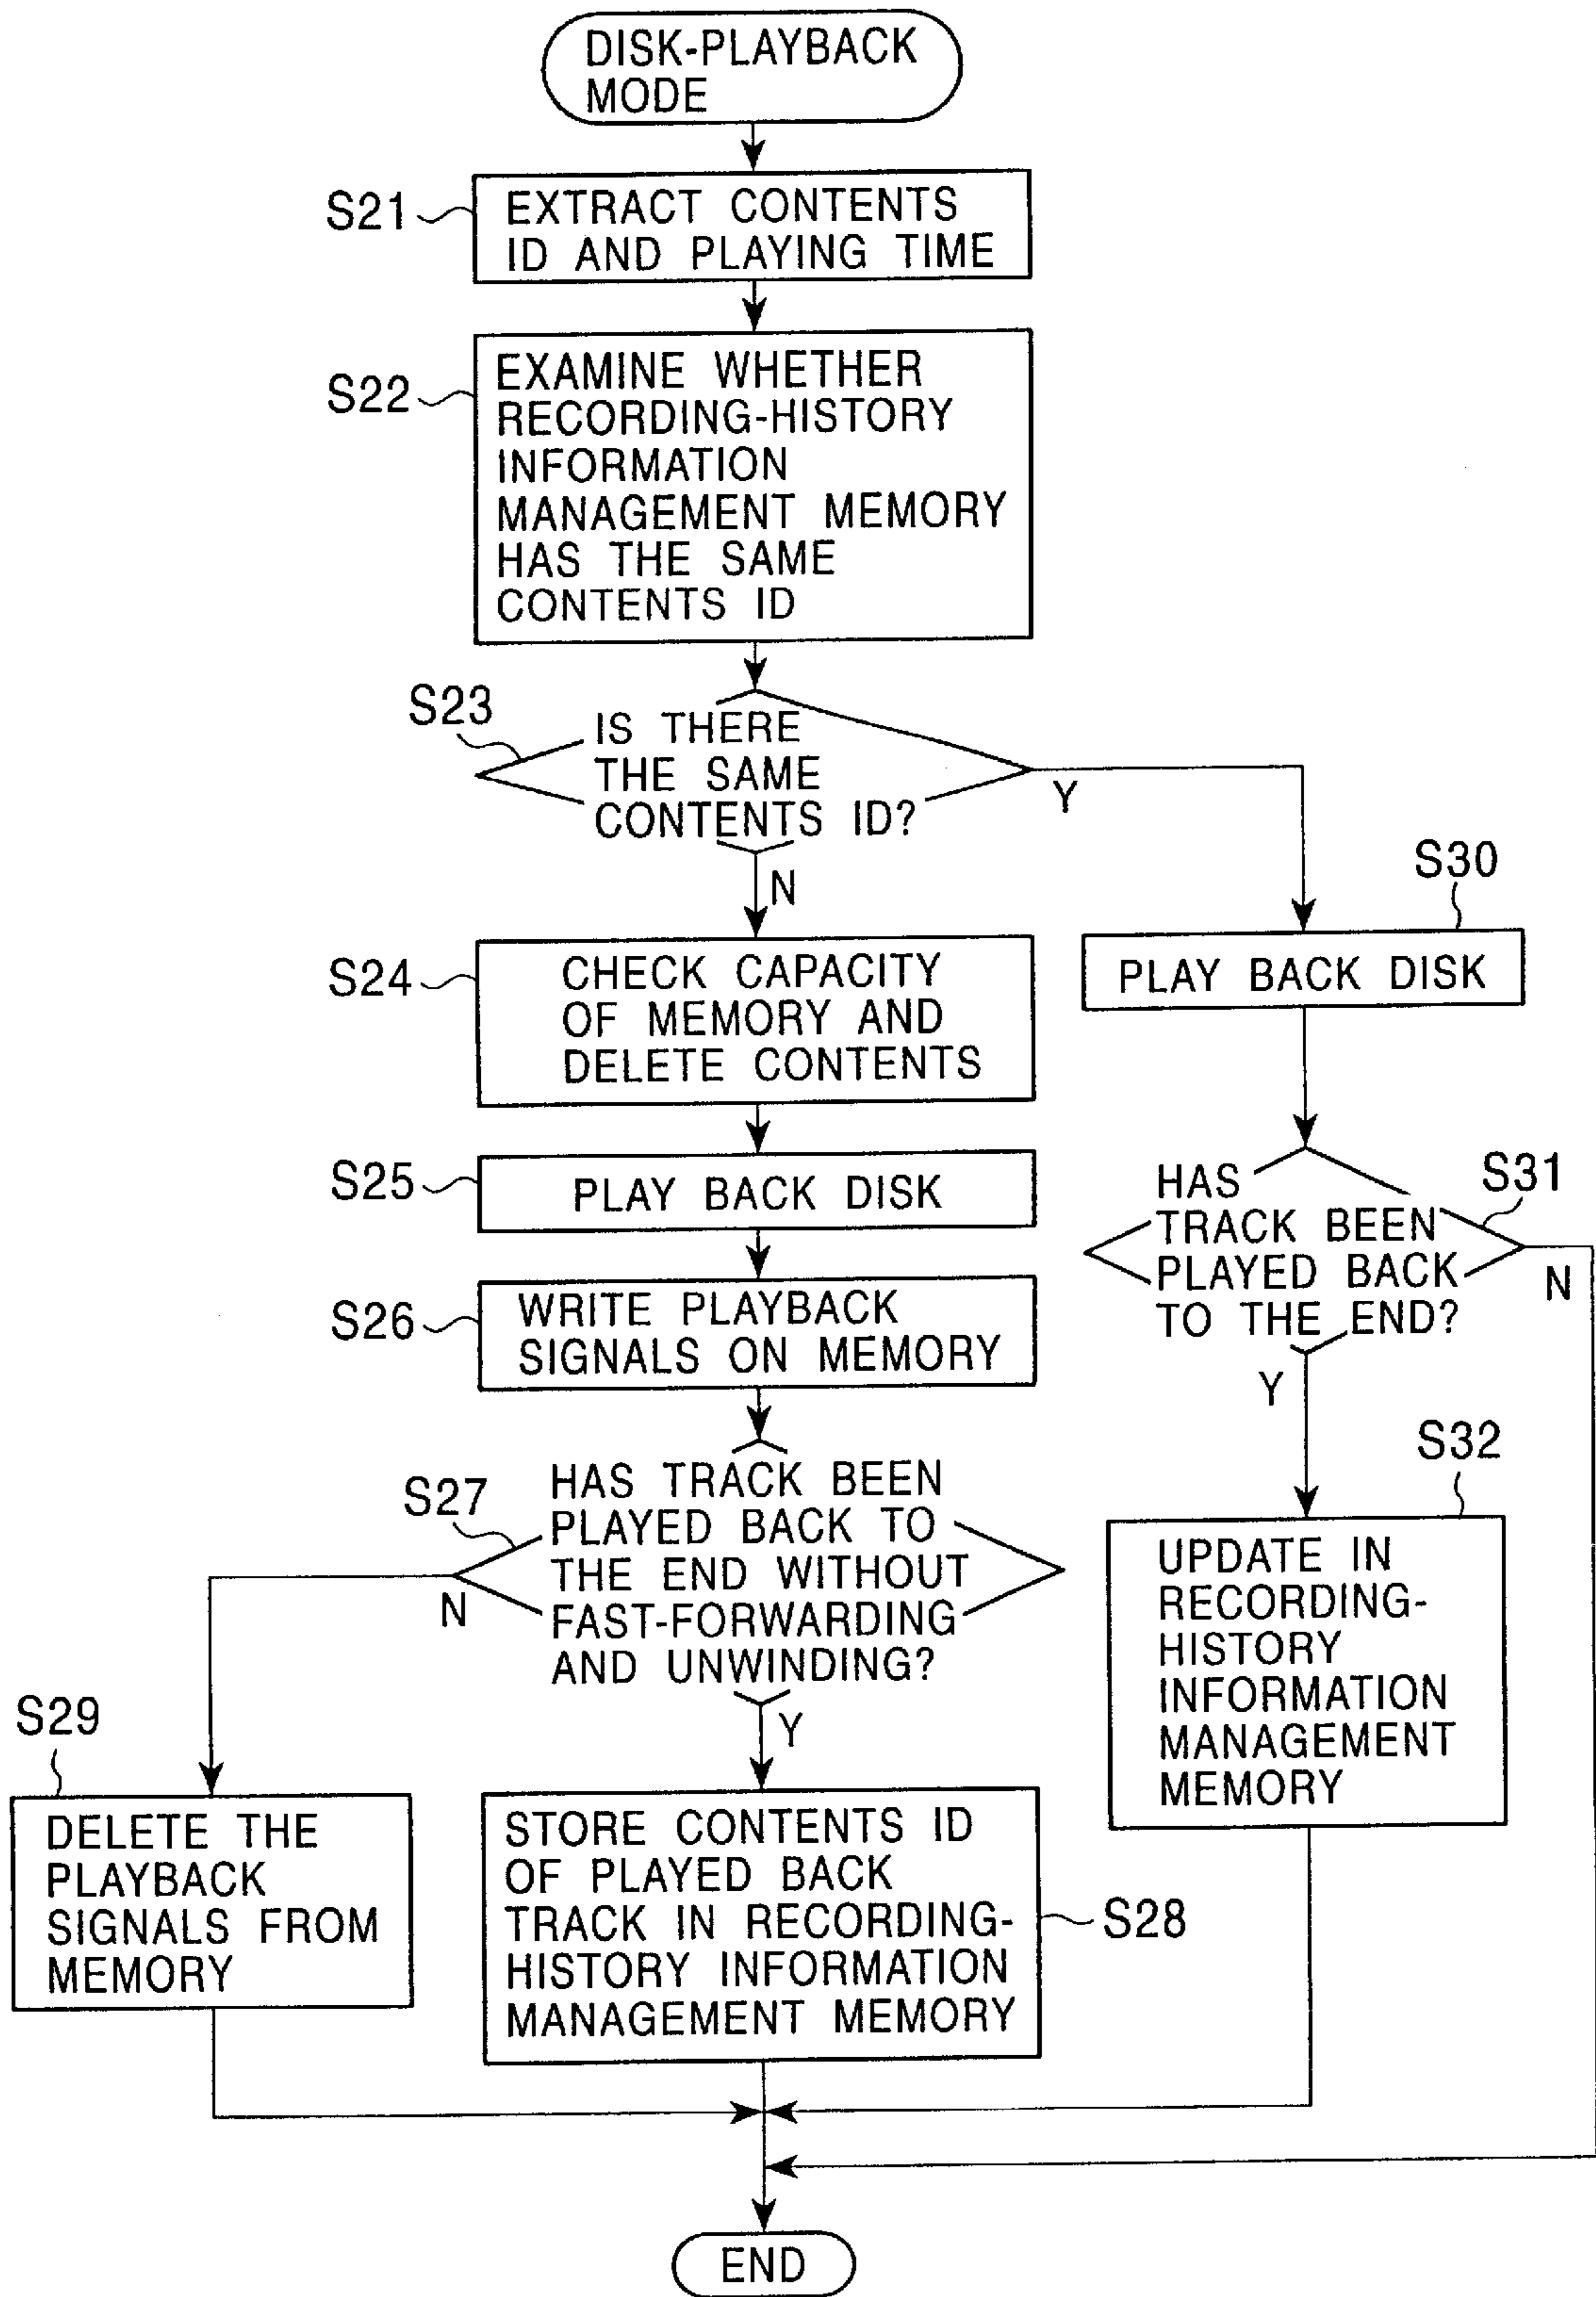 DISK-PLAYBACK
MODE
S21
EXTRACT CONTENTS
ID AND PLAYING TIME
S22
EXAMINE WHETHER
RECORDING-HISTORY
INFORMATION
MANAGEMENT MEMORY
HAS THE SAME
CONTENTS ID
S23
IS THERE
THE SAME
CONTENTS ID?
Y
N
S24
CHECK CAPACITY
OF MEMORY AND
DELETE CONTENTS
S30
PLAY BACK DISK
S25
PLAY BACK DISK
S31
HAS
TRACK BEEN
PLAYED BACK
TO THE END?
N
Y
S26
WRITE PLAYBACK
SIGNALS ON MEMORY
S27
HAS TRACK BEEN
PLAYED BACK TO
THE END WITHOUT
FAST-FORWARDING
AND UNWINDING?
N
Y
S32
UPDATE IN
RECORDING-
HISTORY
INFORMATION
MANAGEMENT
MEMORY
S29
DELETE THE
PLAYBACK
SIGNALS FROM
MEMORY
STORE CONTENTS ID
OF PLAYED BACK
TRACK IN RECORDING-
HISTORY INFORMATION
MANAGEMENT MEMORY
S28
END